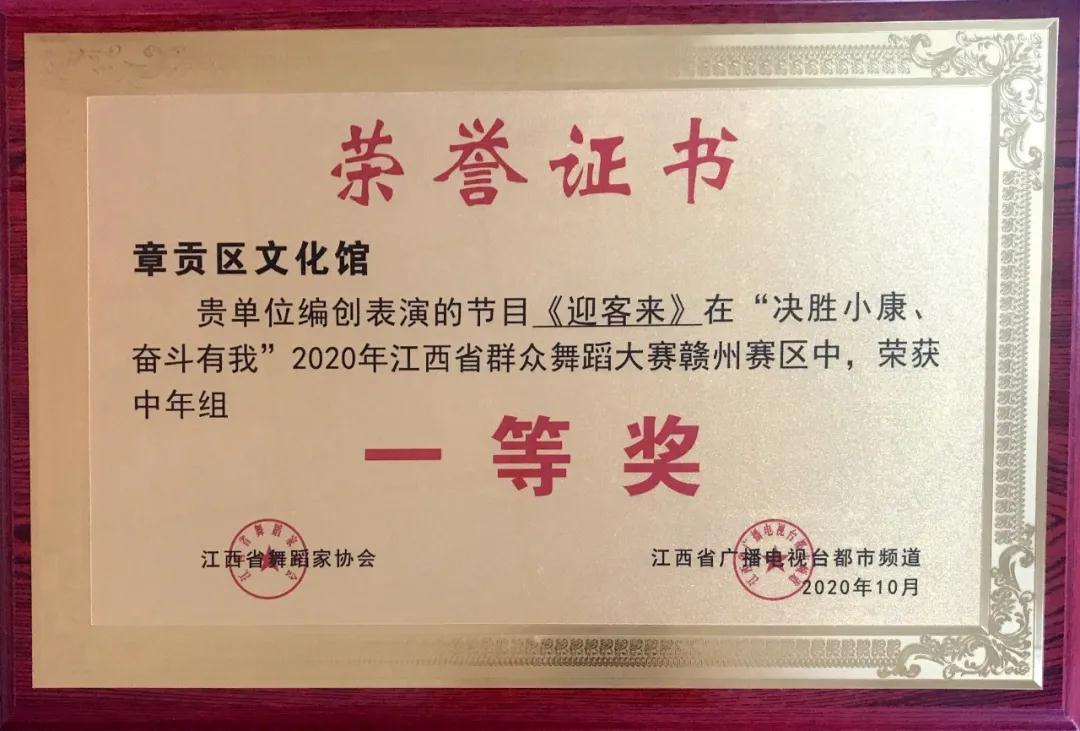 荣誉证书
章贡区文化馆
贵单位编创表演的节目《迎客来》在“决胜小康、
奋斗有我”2020年江西省群众舞蹈大赛赣州赛区中，荣获
中年组
一等奖
江西省舞蹈家协会
江西省广播电视台都市频道
2020年10月